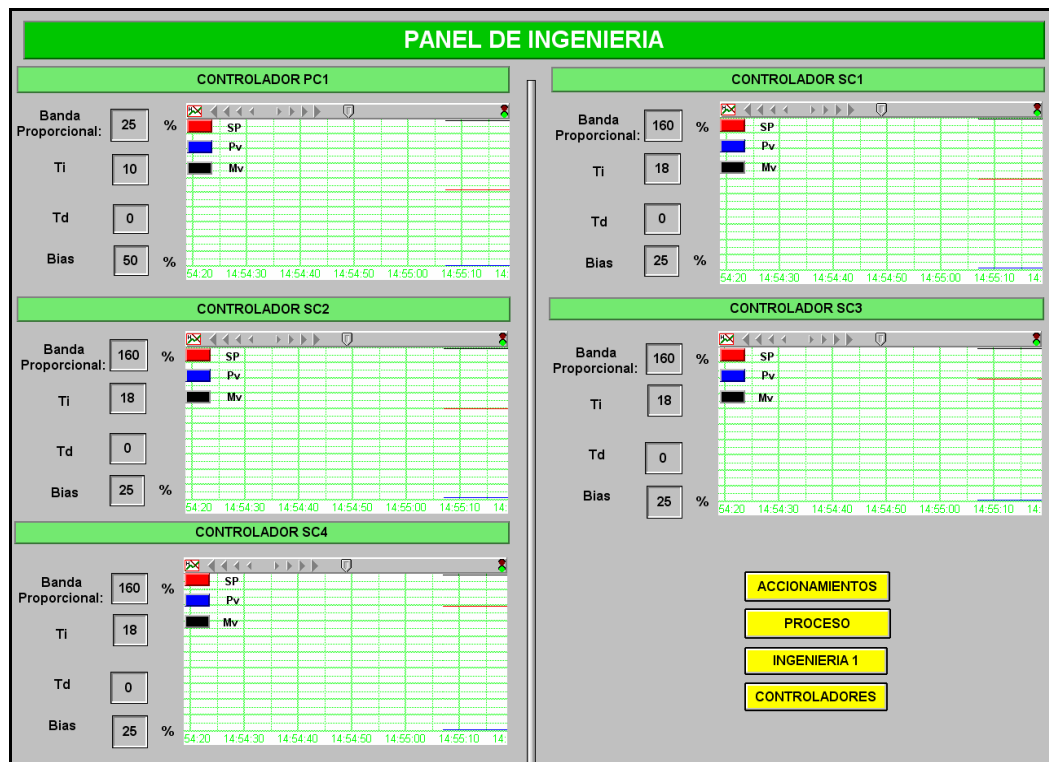 PANEL DE INGENIERIA
CONTROLADOR PC1
Banda
Proporcional:
25 %
Ti
10
Td
0
Bias
50 %
SP
Pv
Mv
54:20 14:54:30 14:54:40 14:54:50 14:55:00 14:55:10 14:
CONTROLADOR SC1
Banda
Proporcional:
160 %
Ti
18
Td
0
Bias
25 %
SP
Pv
Mv
54:20 14:54:30 14:54:40 14:54:50 14:55:00 14:55:10 14:
CONTROLADOR SC2
Banda
Proporcional:
160 %
Ti
18
Td
0
Bias
25 %
SP
Pv
Mv
54:20 14:54:30 14:54:40 14:54:50 14:55:00 14:55:10 14:
CONTROLADOR SC3
Banda
Proporcional:
160 %
Ti
18
Td
0
Bias
25 %
SP
Pv
Mv
54:20 14:54:30 14:54:40 14:54:50 14:55:00 14:55:10 14:
CONTROLADOR SC4
Banda
Proporcional:
160 %
Ti
18
Td
0
Bias
25 %
SP
Pv
Mv
54:20 14:54:30 14:54:40 14:54:50 14:55:00 14:55:10 14:
ACCIONAMIENTOS
PROCESO
INGENIERIA 1
CONTROLADORES